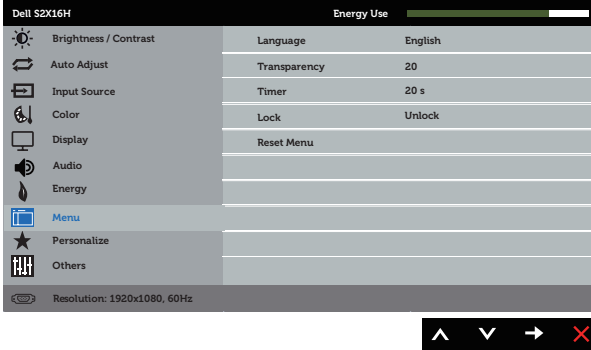 Dell S2X16H Energy Use
Brightness / Contrast
Auto Adjust
Input Source
Color
Display
Audio
Energy
Menu
Personalize
Others
Language English
Transparency 20
Timer 20 s
Lock Unlock
Reset Menu
Resolution: 1920x1080, 60Hz